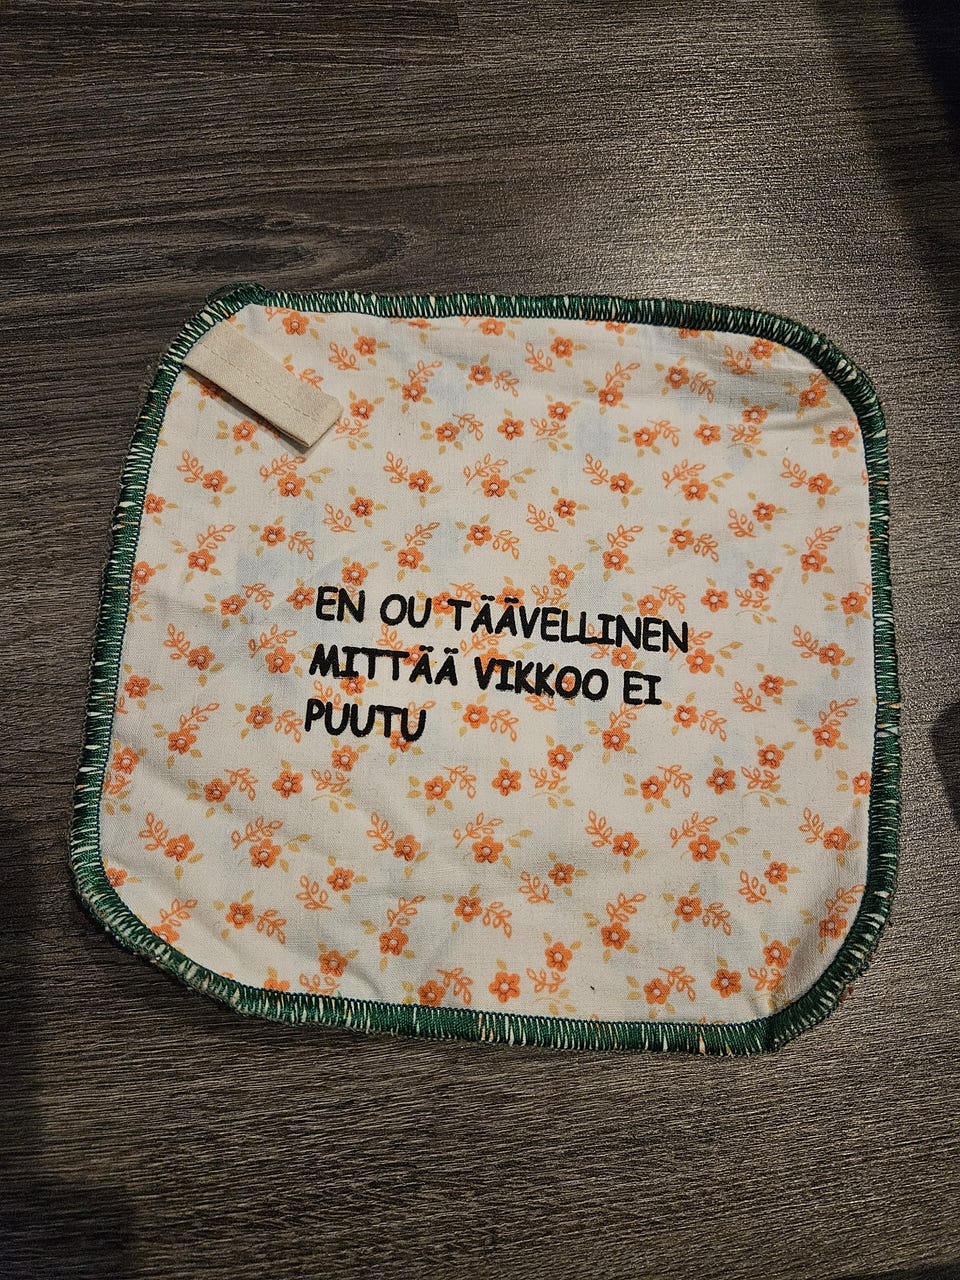 EN OU TÄÄVELLINEN
MITTÄÄ VIKKOO EI
PUUTU